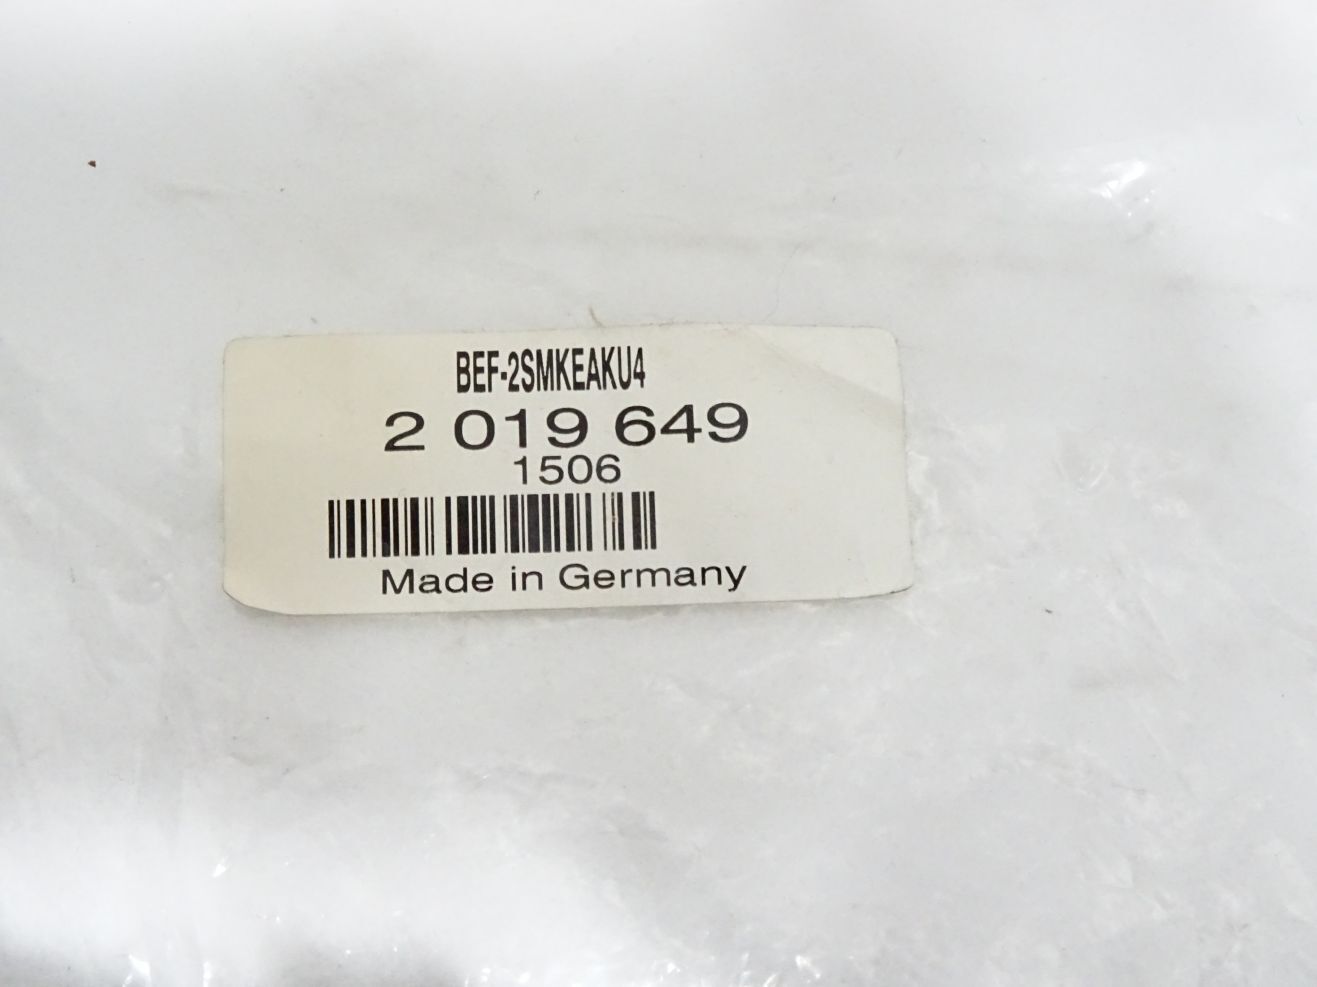 BEF-2SMKEAKU4
2 019 649
1506
Made in Germany